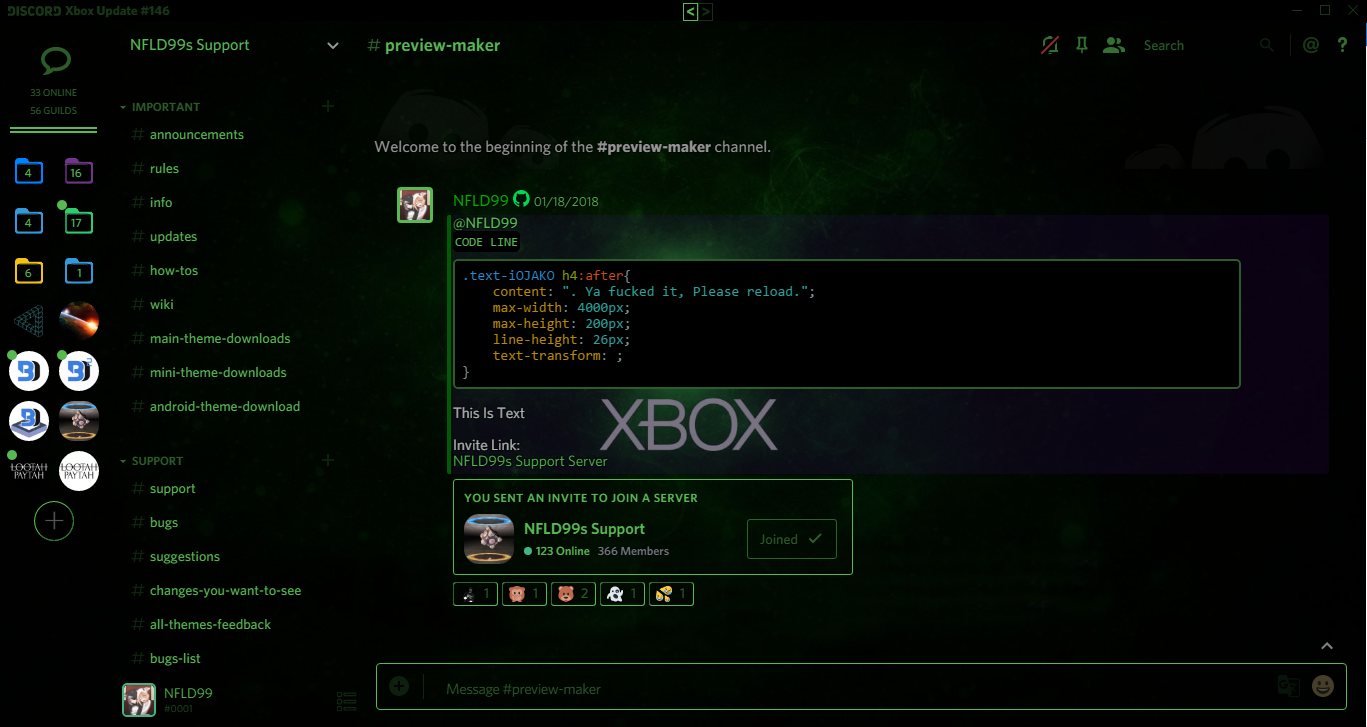 DISCORD Xbox Update #146
< >
NFLD99s Support
# preview-maker
Search
@ ?
33 ONLINE
56 GUILDS
4
16
4
17
6
1
LOOTAH
PAYTAH
LOOTAH
PAYTAH
IMPORTANT
# announcements
# rules
# info
# updates
# how-tos
# wiki
# main-theme-downloads
# mini-theme-downloads
# android-theme-download
SUPPORT
# support
# bugs
# suggestions
# changes-you-want-to-see
# all-themes-feedback
# bugs-list
NFLD99
#0001
Welcome to the beginning of the #preview-maker channel.
NFLD99 01/18/2018
@NFLD99
CODE LINE
.text-iOJAKO h4:after{
content: ". Ya fucked it, Please reload.";
max-width: 4000px;
max-height: 200px;
line-height: 26px;
text-transform: ;
}
This Is Text
XBOX
Invite Link:
NFLD99s Support Server
YOU SENT AN INVITE TO JOIN A SERVER
NFLD99s Support
123 Online 366 Members
Joined
1 1 2 1 1
Message #preview-maker